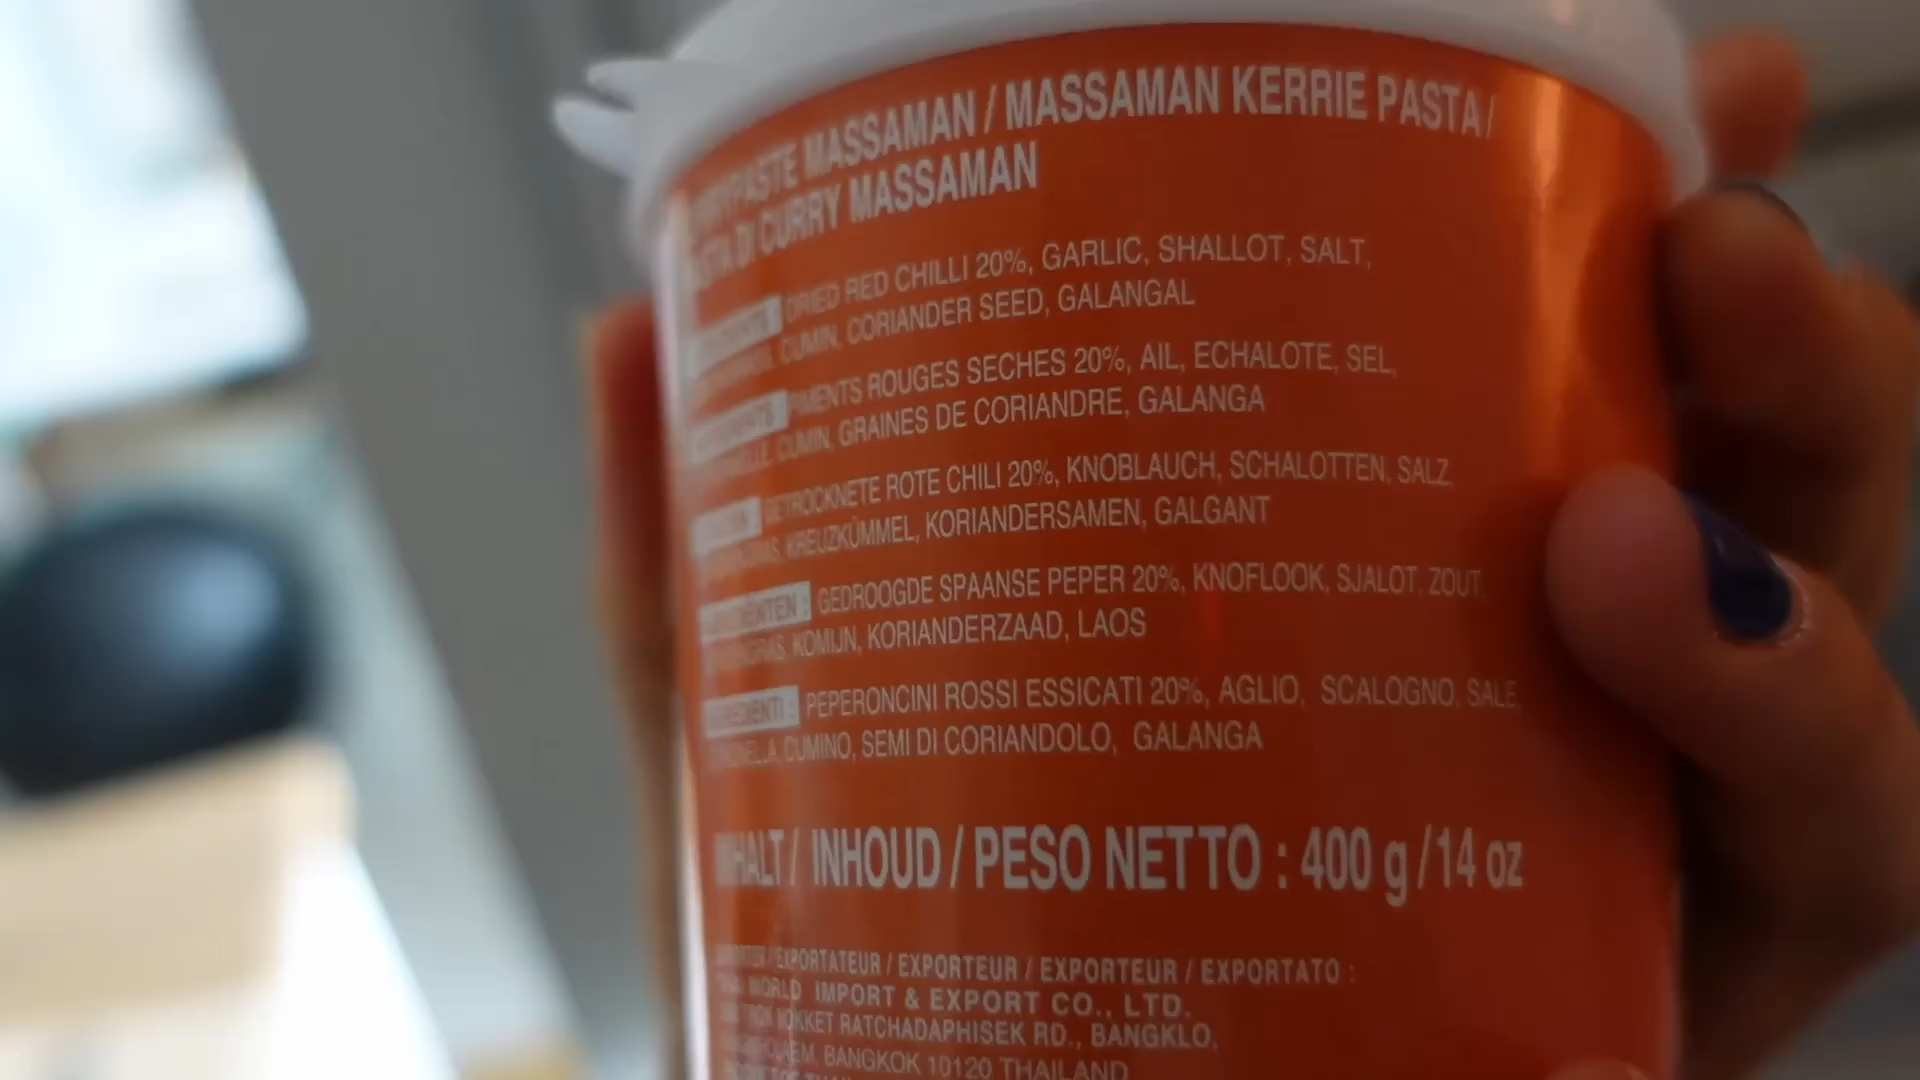 MASSAMAN / MASSAMAN KERRIE PASTA /
PASTA DI CURRY MASSAMAN
DRIED RED CHILLI 20%, GARLIC, SHALLOT, SALT,
CUMIN, CORIANDER SEED, GALANGAL
PIMENTS ROUGES SECHES 20%, AIL, ECHALOTE, SEL,
CUMIN, GRAINES DE CORIANDRE, GALANGA
GETROCKNETE ROTE CHILI 20%, KNOBLAUCH, SCHALOTTEN, SALZ,
KREUZKÜMMEL, KORIANDERSAMEN, GALGANT
GEDROOGDE SPAANSE PEPER 20%, KNOFLOOK, SJALOT, ZOUT,
KOMIJN, KORIANDERZAAD, LAOS
PEPERONCINI ROSSI ESSICATI 20%, AGLIO, SCALOGNO, SALE
CUMINO, SEMI DI CORIANDOLO, GALANGA
INHALT / INHOUD / PESO NETTO : 400 g / 14 oz
/ EXPORTATEUR / EXPORTEUR / EXPORTEUR / EXPORTATO :
WORLD IMPORT & EXPORT CO., LTD.
RATCHADAPHISEK RD., BANGKLO,
BANGKOK 10120 THAILAND